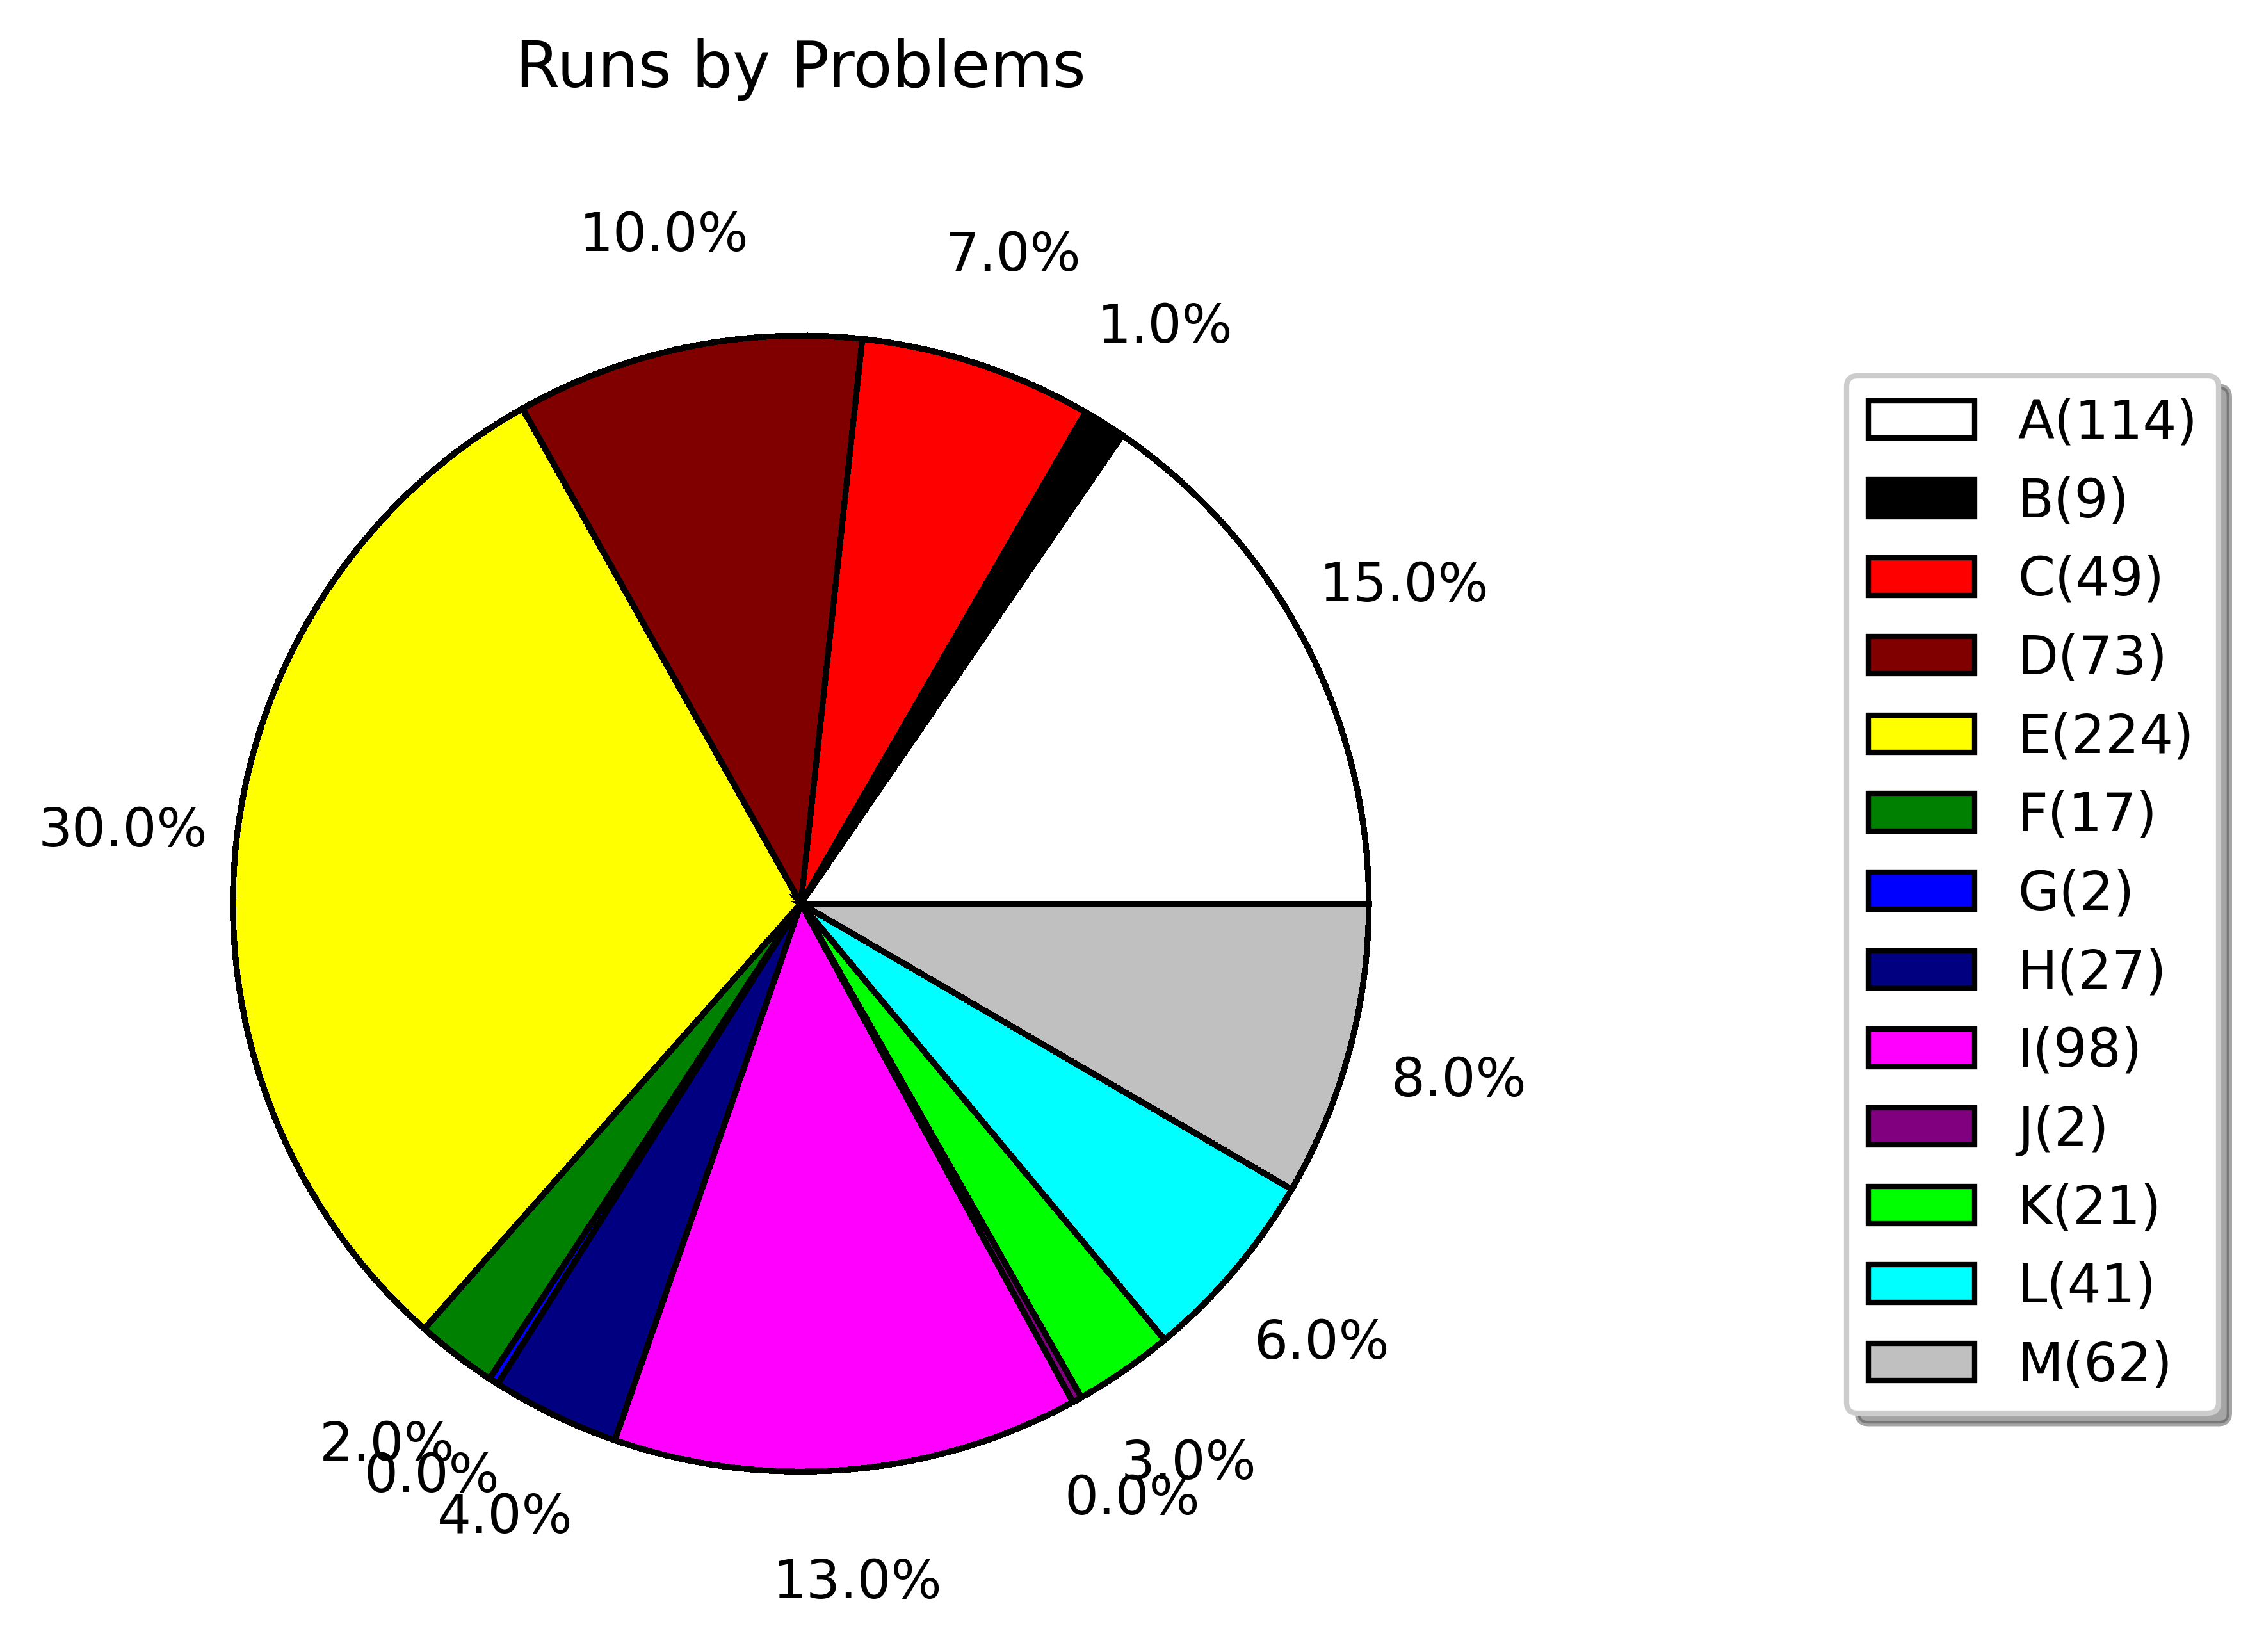 Runs by Problems
10.0%
7.0%
1.0%
15.0%
30.0%
8.0%
6.0%
2.0%
0.0%
4.0%
3.0%
0.0%
13.0%
A(114)
B(9)
C(49)
D(73)
E(224)
F(17)
G(2)
H(27)
I(98)
J(2)
K(21)
L(41)
M(62)